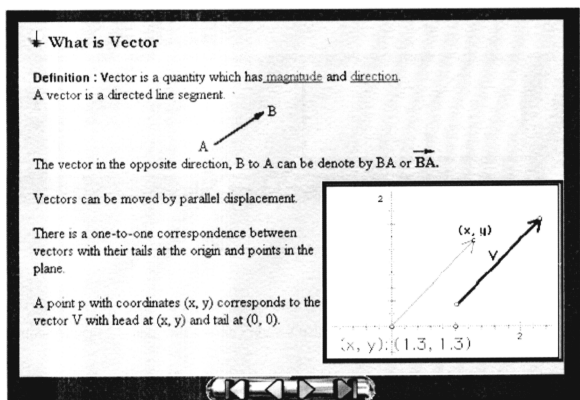 What is Vector
Definition : Vector is a quantity which has magnitude and direction.
A vector is a directed line segment.
B
A
The vector in the opposite direction, B to A can be denote by BA or BA.
Vectors can be moved by parallel displacement.
There is a one-to-one correspondence between
vectors with their tails at the origin and points in the
plane.
A point p with coordinates (x, y) corresponds to the
vector V with head at (x, y) and tail at (0, 0).
2
(x, y)
V
2
(x, y):(1.3, 1.3)